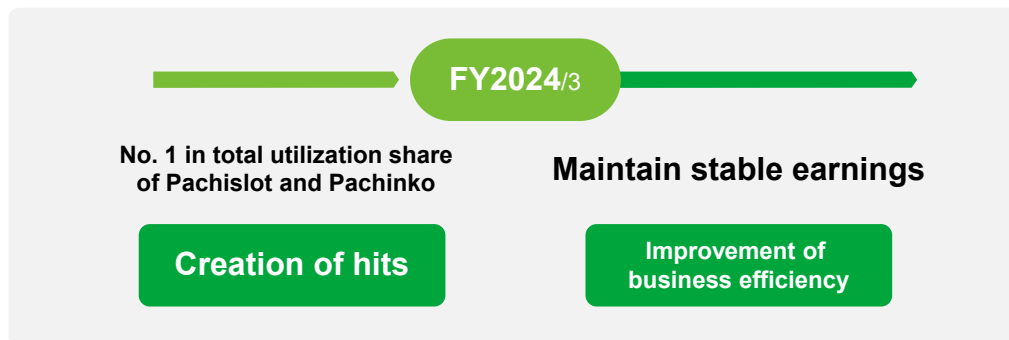 FY2024/3
No. 1 in total utilization share
of Pachislot and Pachinko
Creation of hits
Maintain stable earnings
Improvement of
business efficiency